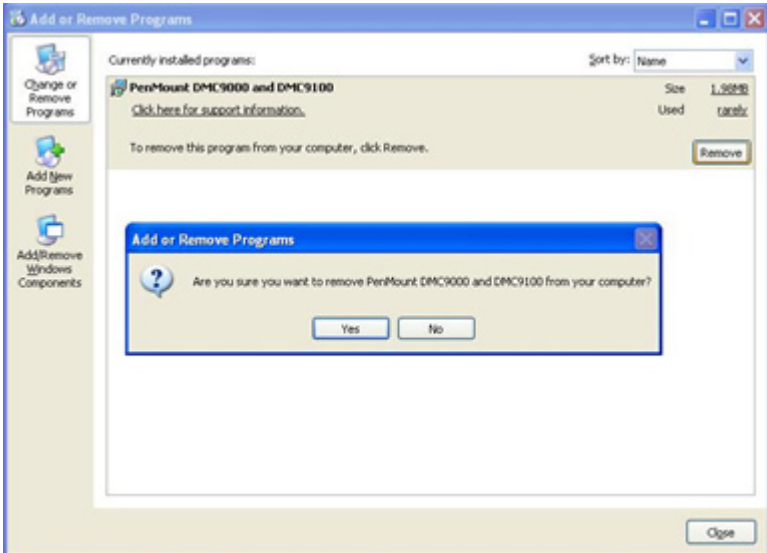 Add or Remove Programs
Change or
Remove
Programs
Add New
Programs
Add/Remove
Windows
Components
Currently installed programs:
Sort by: Name
PenMount DMC9000 and DMC9100
Size 1.98MB
Click here for support information.
Used rarely
To remove this program from your computer, click Remove.
Remove
Add or Remove Programs
Are you sure you want to remove PenMount DMC9000 and DMC9100 from your computer?
Yes No
Close